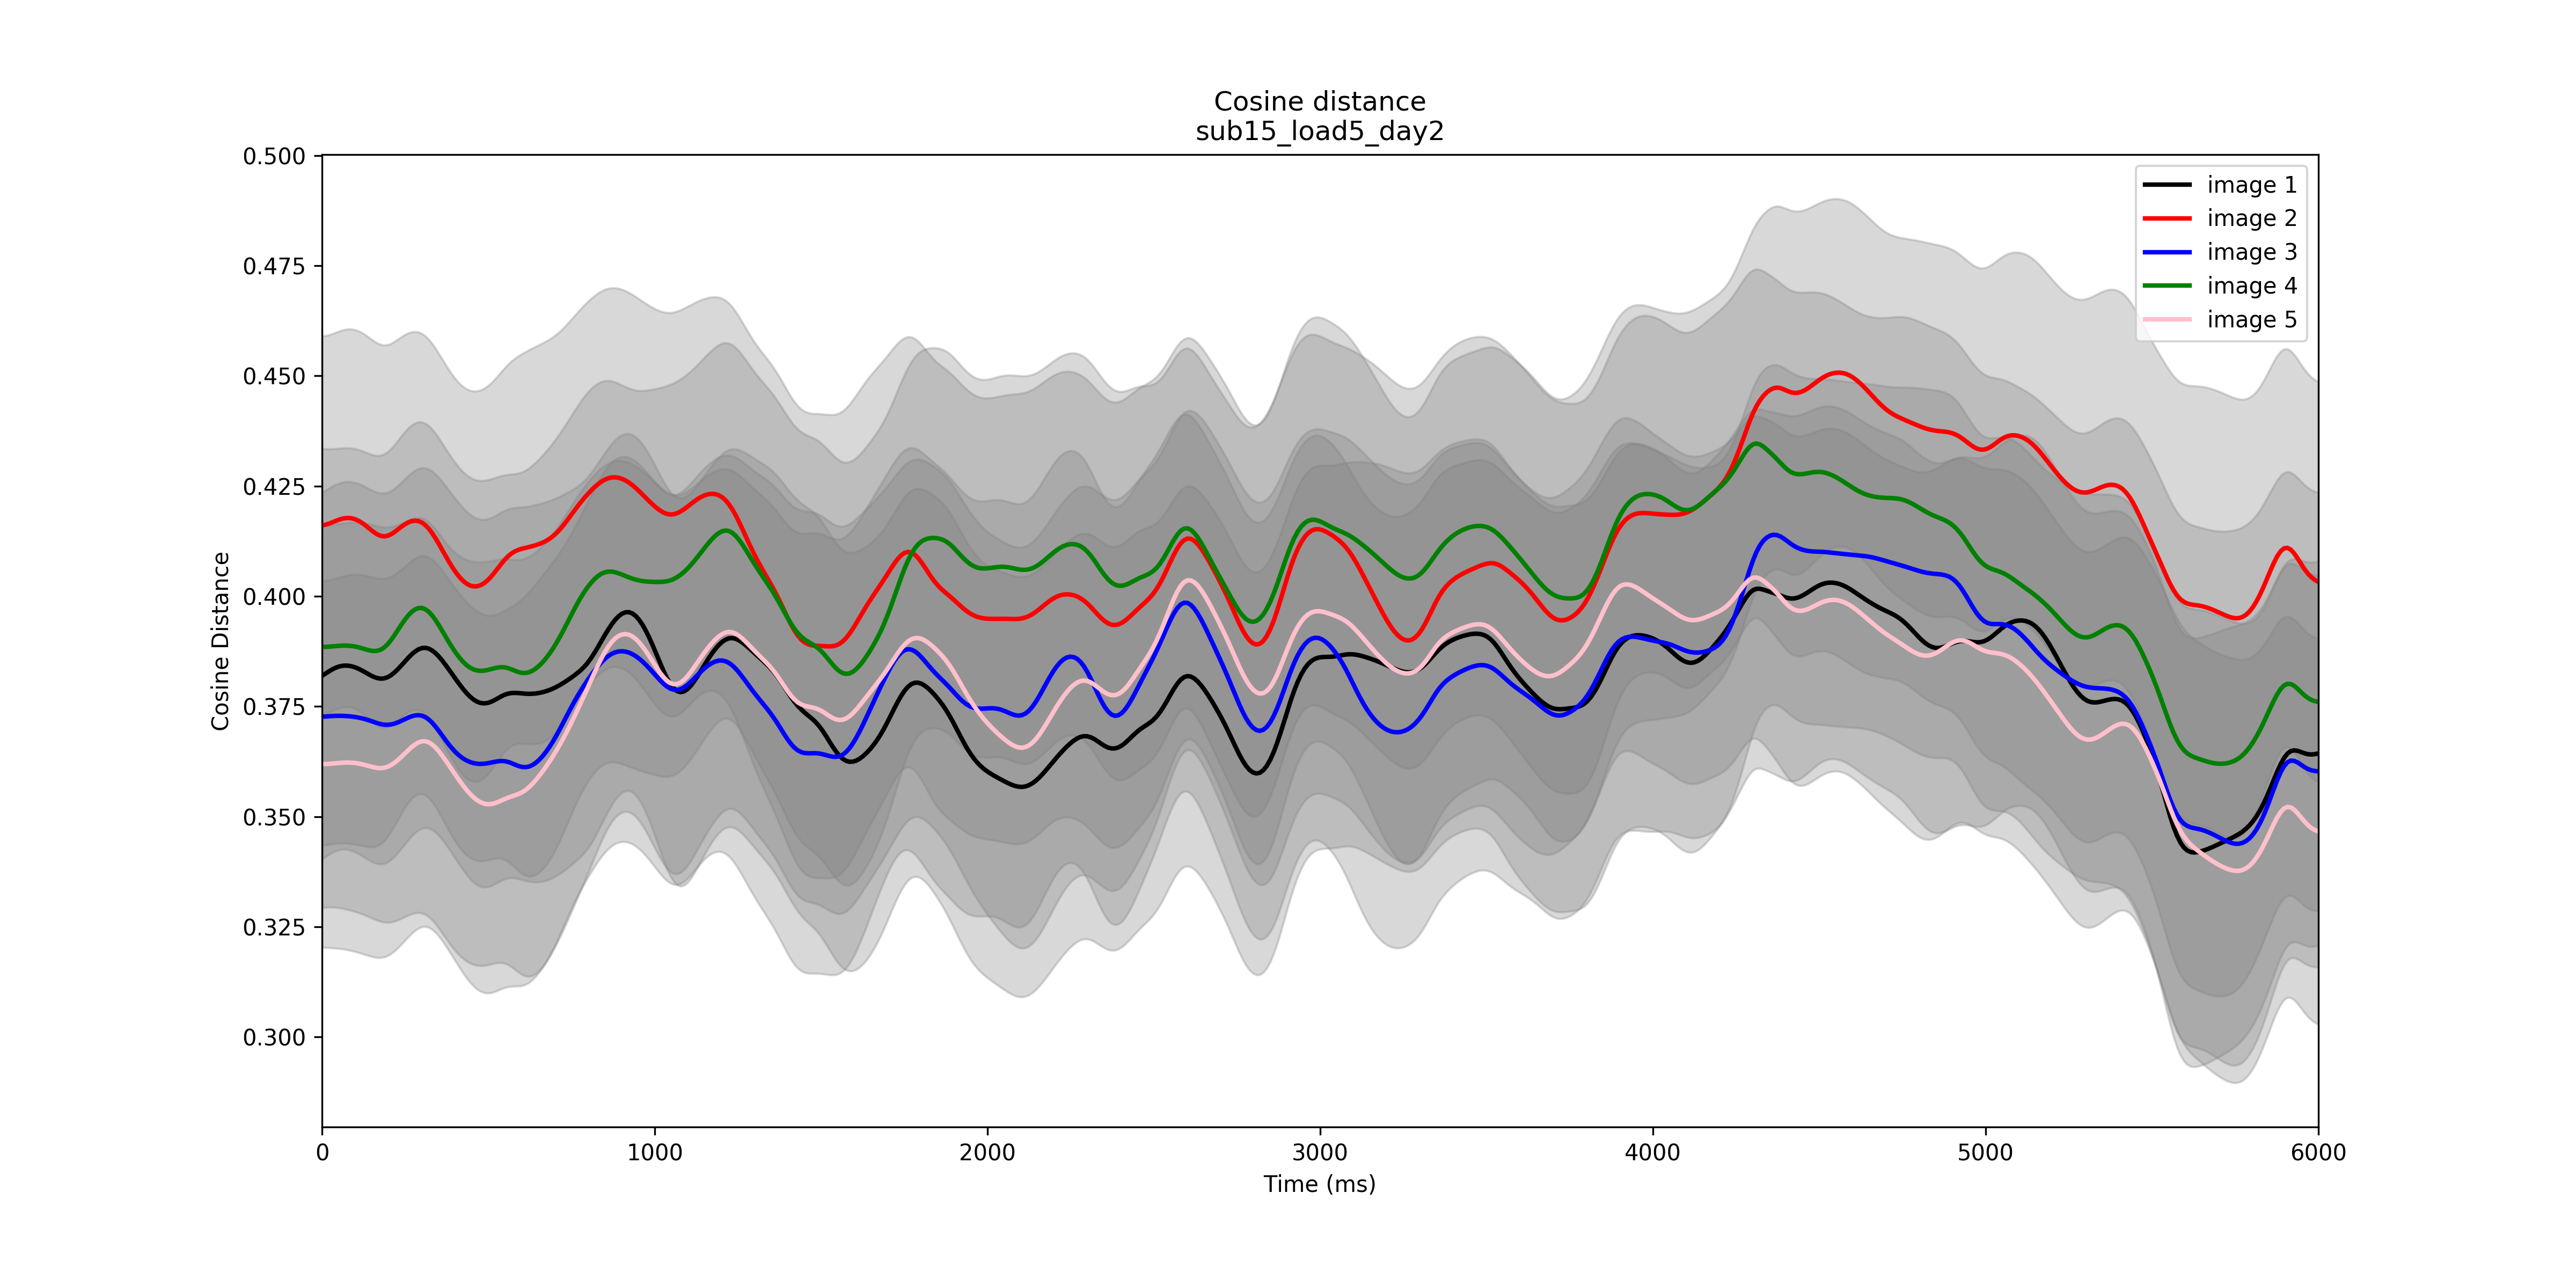 Cosine distance
sub15_load5_day2
0.500
0.475
0.450
0.425
0.400
0.375
0.350
0.325
0.300
Cosine Distance
image 1
image 2
image 3
image 4
image 5
0
1000
2000
3000
4000
5000
6000
Time (ms)